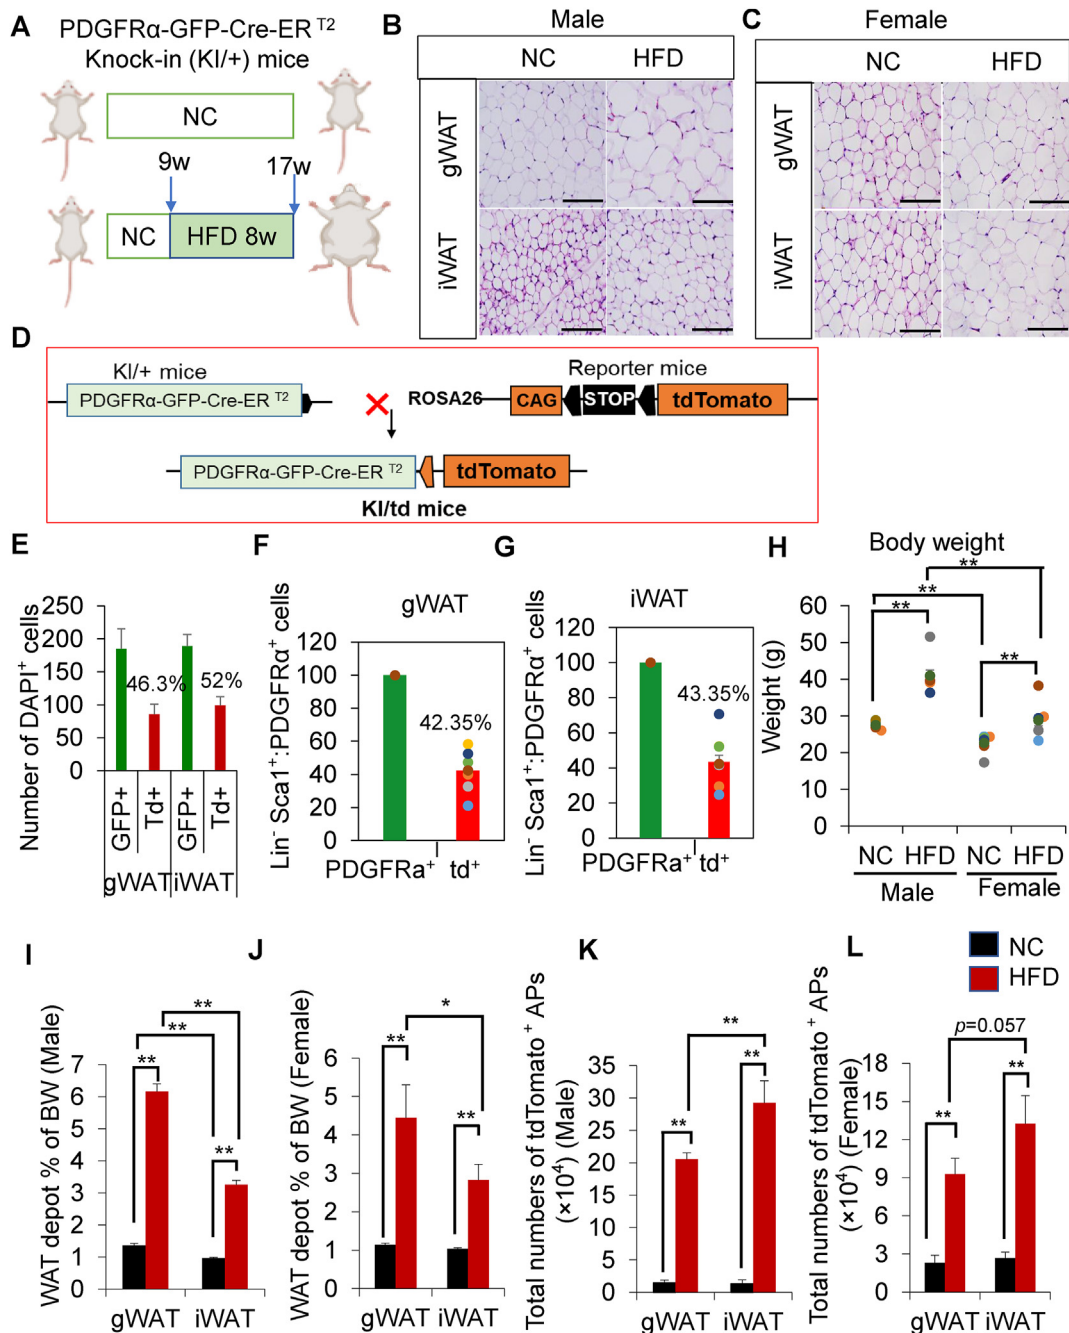 A
PDGFRα-GFP-Cre-ER T2
Knock-in (KI/+) mice
NC
9w
17w
NC
HFD 8w
B
Male
NC
HFD
gWAT
iWAT
C
Female
NC
HFD
gWAT
iWAT
D
KI/+ mice
PDGFRα-GFP-Cre-ER T2
Reporter mice
ROSA26
CAG
STOP
tdTomato
PDGFRα-GFP-Cre-ER T2
tdTomato
KI/td mice
E
Number of DAPI+ cells
250
200
150
100
50
0
46.3%
52%
GFP+
Td+
GFP+
Td+
gWAT
iWAT
F
gWAT
Lin- Sca1+:PDGFRα+ cells
120
100
80
60
40
20
0
42.35%
PDGFRa+
td+
G
iWAT
Lin- Sca1+:PDGFRα+ cells
120
100
80
60
40
20
0
43.35%
PDGFRa+
td+
H
Body weight
Weight (g)
60
50
40
30
20
10
0
**
**
**
**
NC
HFD
NC
HFD
Male
Female
I
WAT depot % of BW (Male)
7
6
5
4
3
2
1
0
**
**
**
**
gWAT
iWAT
J
WAT depot % of BW (Female)
6
5
4
3
2
1
0
*
**
**
gWAT
iWAT
K
Total numbers of tdTomato + APs
(×104) (Male)
35
30
25
20
15
10
5
0
**
**
**
gWAT
iWAT
L
NC
HFD
Total numbers of tdTomato+ APs
(×104) (Female)
18
15
12
9
6
3
0
p=0.057
**
**
gWAT
iWAT